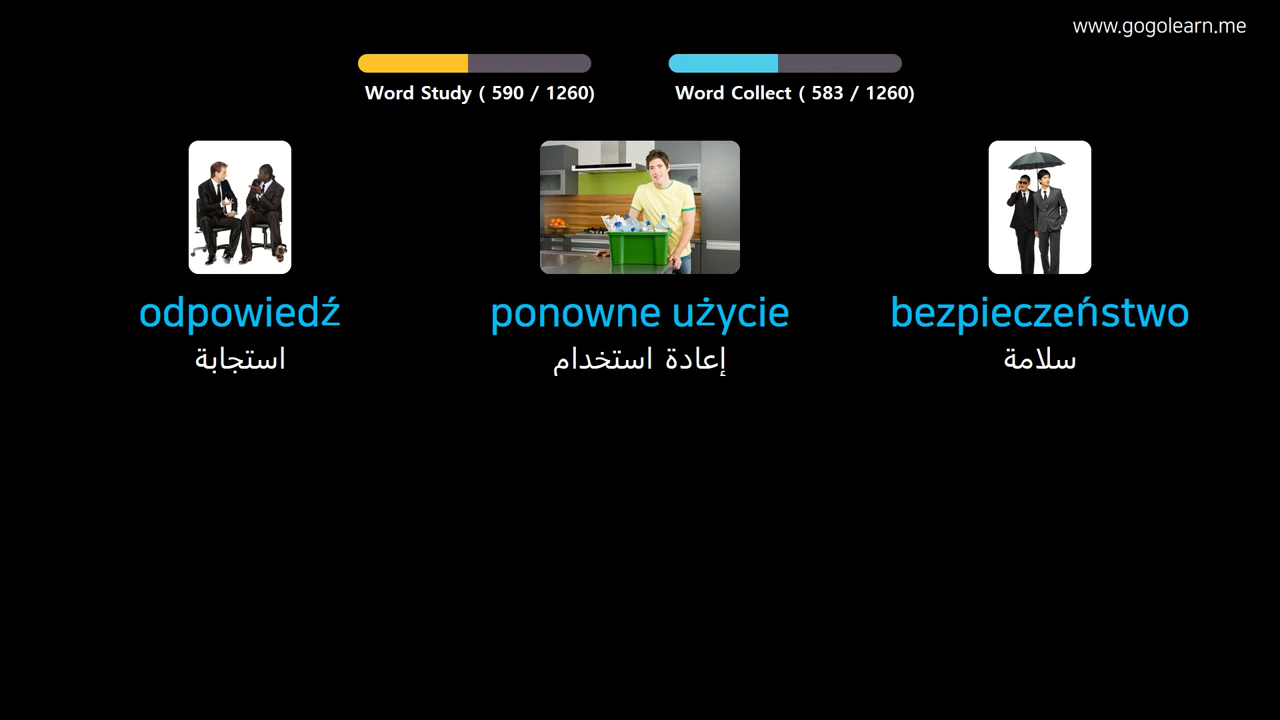 www.gogolearn.me
Word Study ( 590 / 1260)
Word Collect ( 583 / 1260)
odpowiedź
استجابة
ponowne użycie
إعادة استخدام
bezpieczeństwo
سلامة